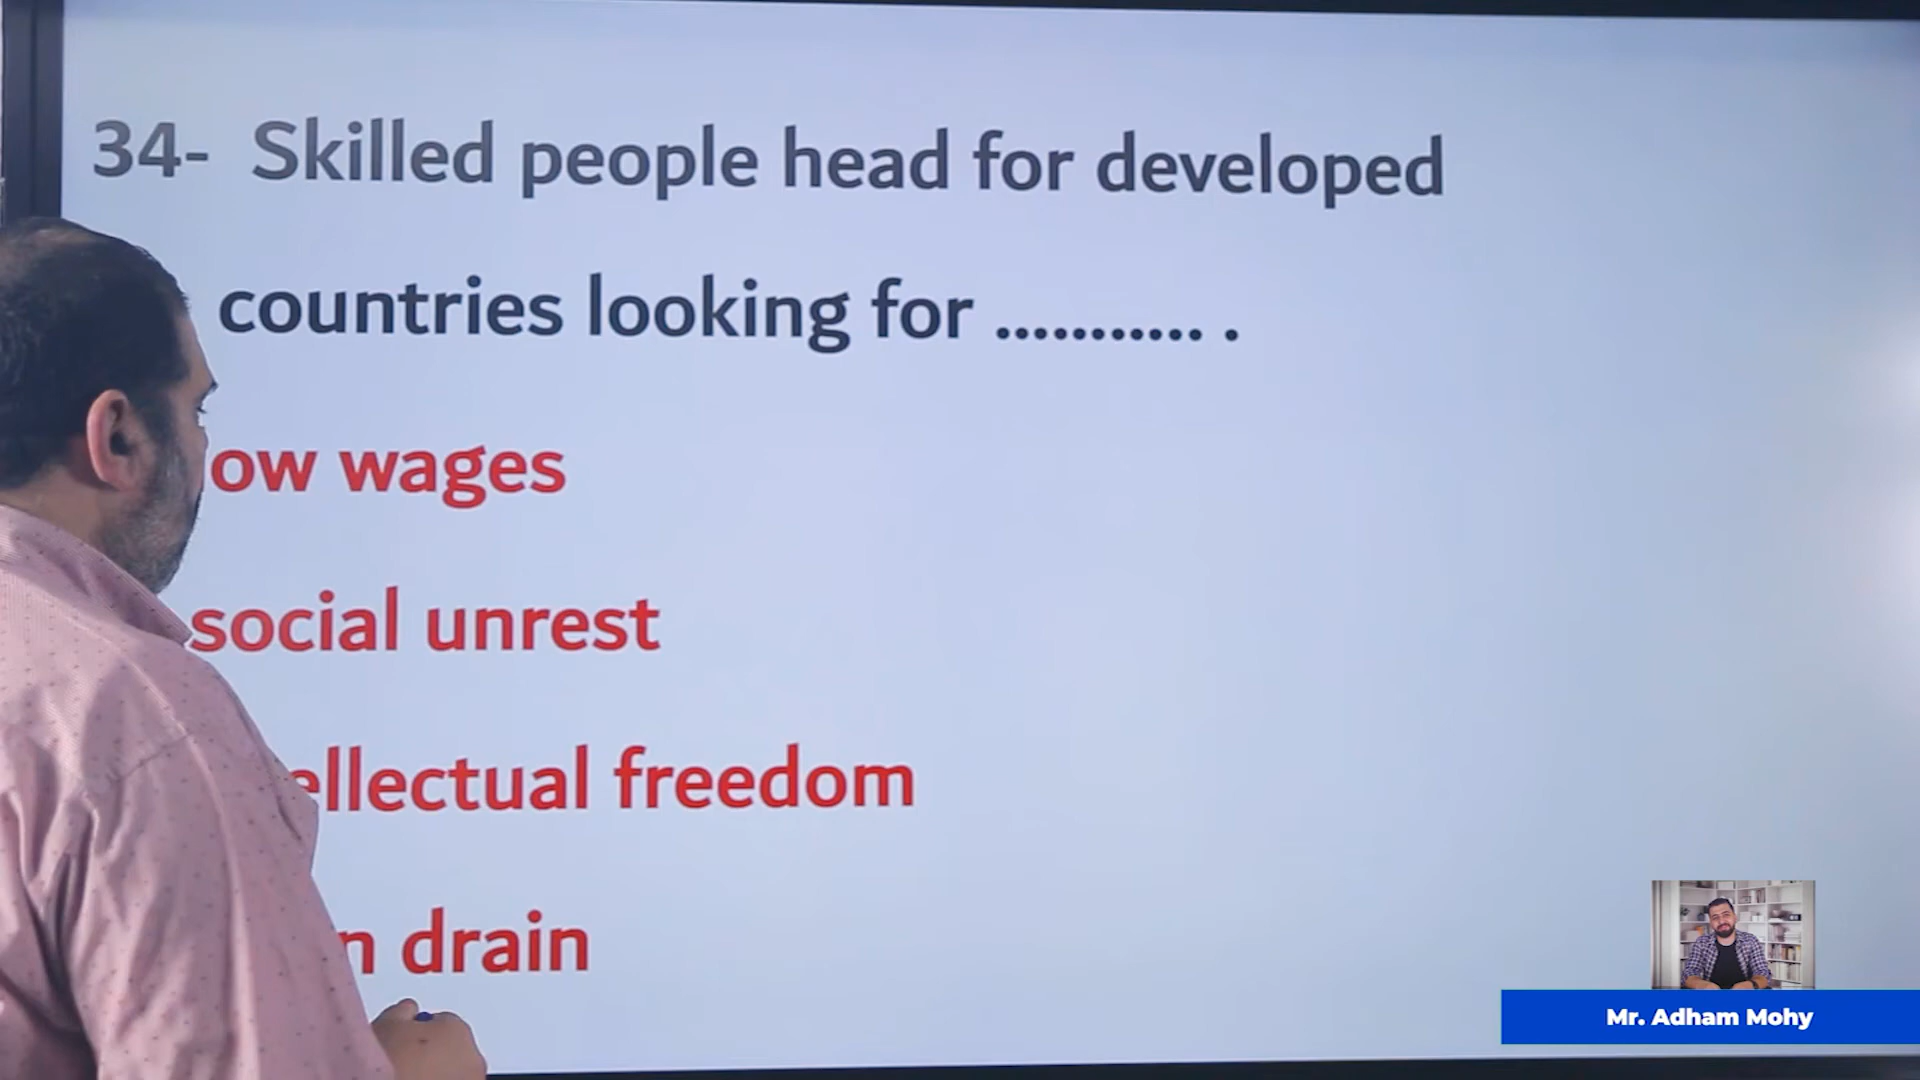 34- Skilled people head for developed
countries looking for ........... .
ow wages
social unrest
ellectual freedom
n drain
Mr. Adham Mohy